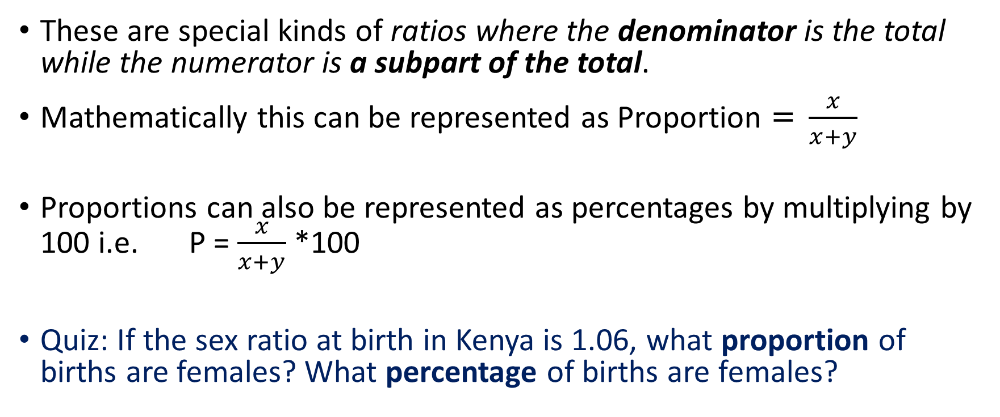 • These are special kinds of ratios where the denominator is the total
while the numerator is a subpart of the total.
• Mathematically this can be represented as Proportion = x/(x+y)
• Proportions can also be represented as percentages by multiplying by
100 i.e. P = x/(x+y) *100
• Quiz: If the sex ratio at birth in Kenya is 1.06, what proportion of
births are females? What percentage of births are females?